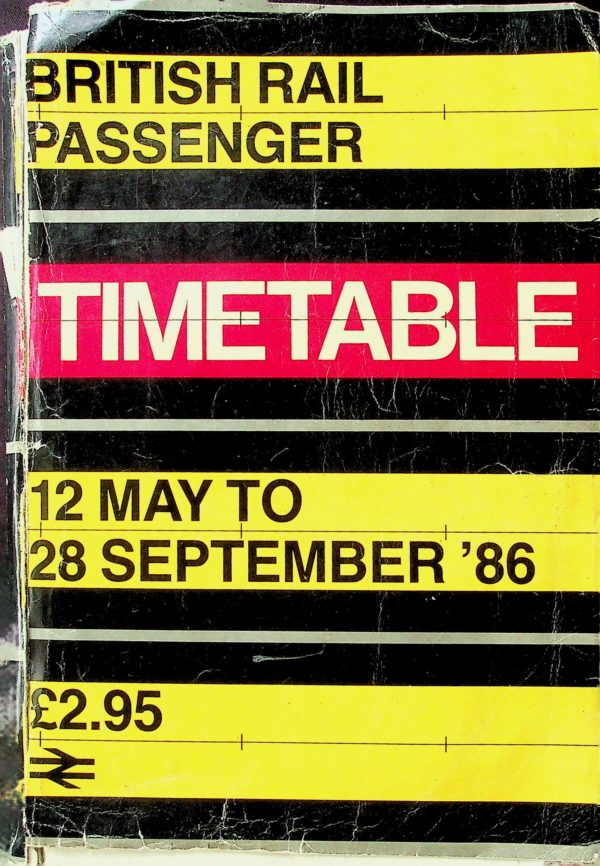 BRITISH RAIL
PASSENGER
TIMETABLE
12 MAY TO
28 SEPTEMBER ’86
£2.95